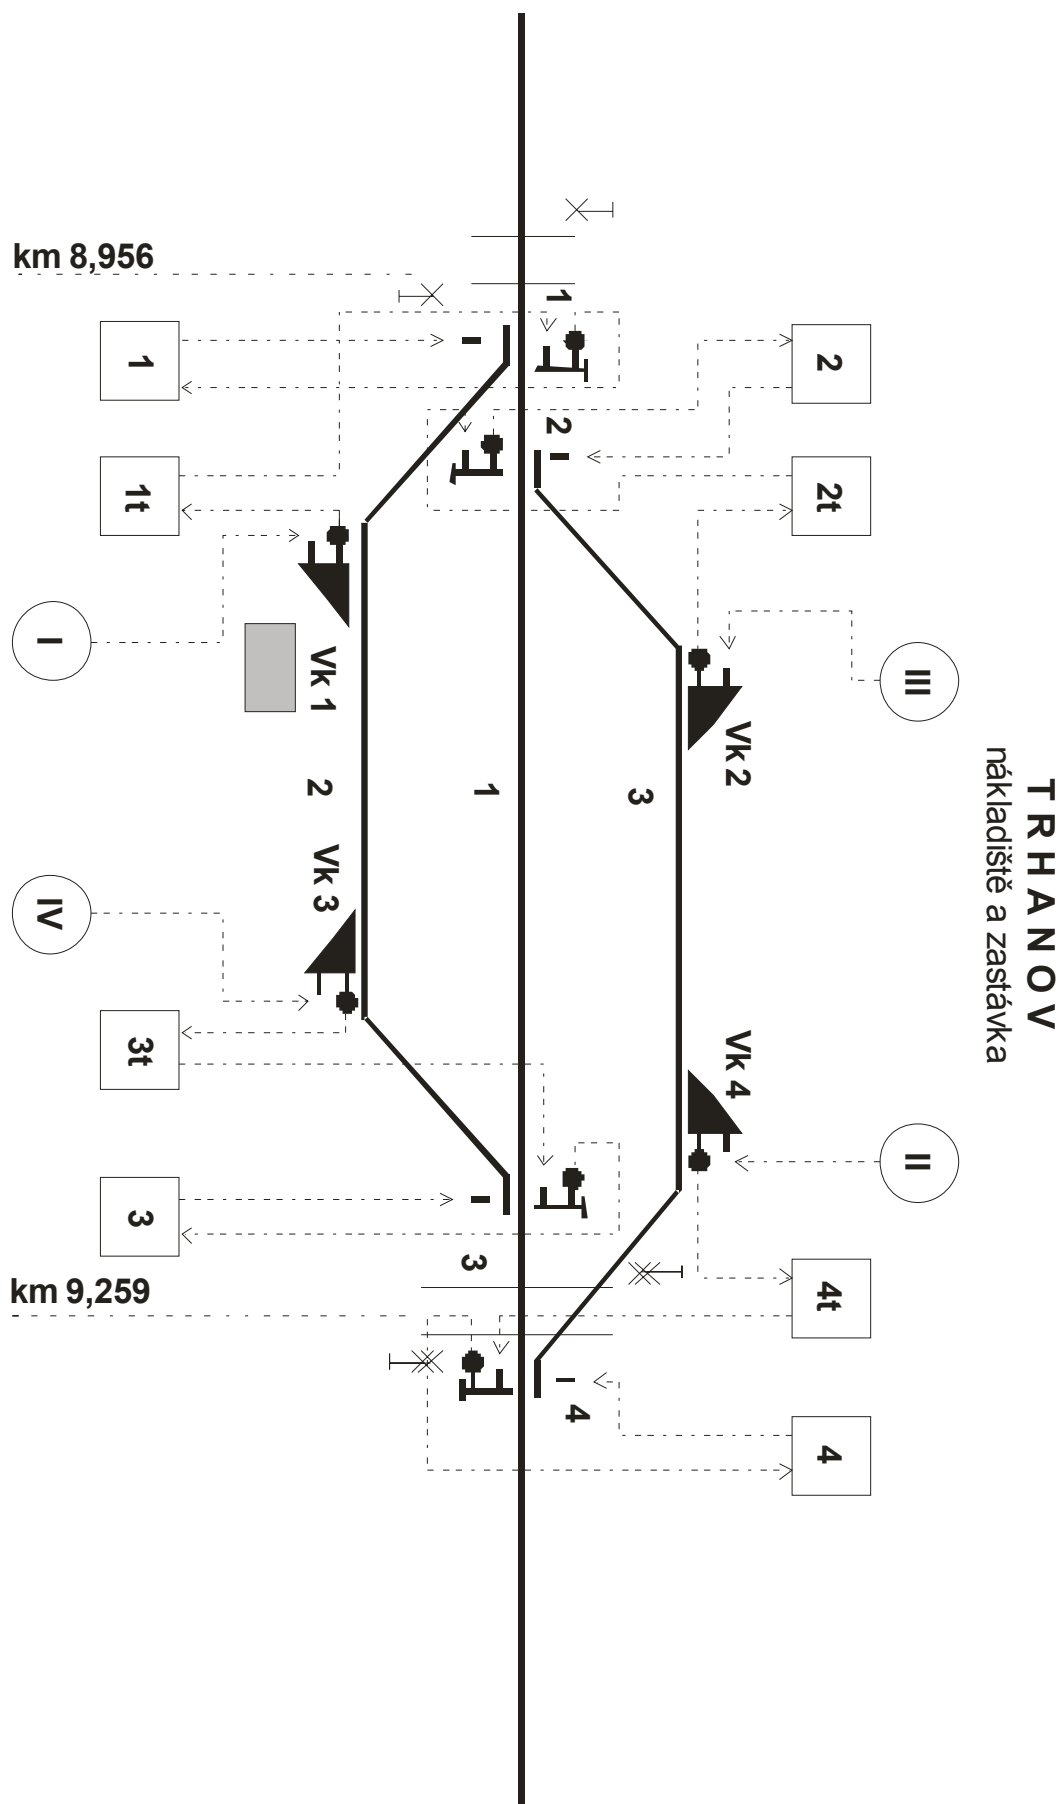 T R H A N O V
nákladiště a zastávka
km 8,956
1
1
2
1
2
1t
2t
I
III
Vk 1
Vk 2
2
1
3
Vk 3
IV
Vk 4
3t
II
3
3
km 9,259
4t
4
4